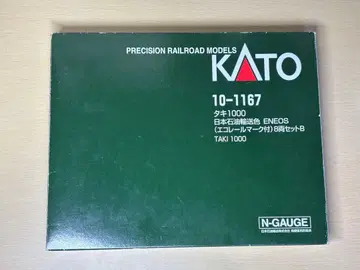 PRECISION RAILROAD MODELS
KATO
10-1167
タキ1000
日本石油輸送色 ENEOS
(エコレールマーク付)8両セットB
TAKI 1000
N-GAUGE